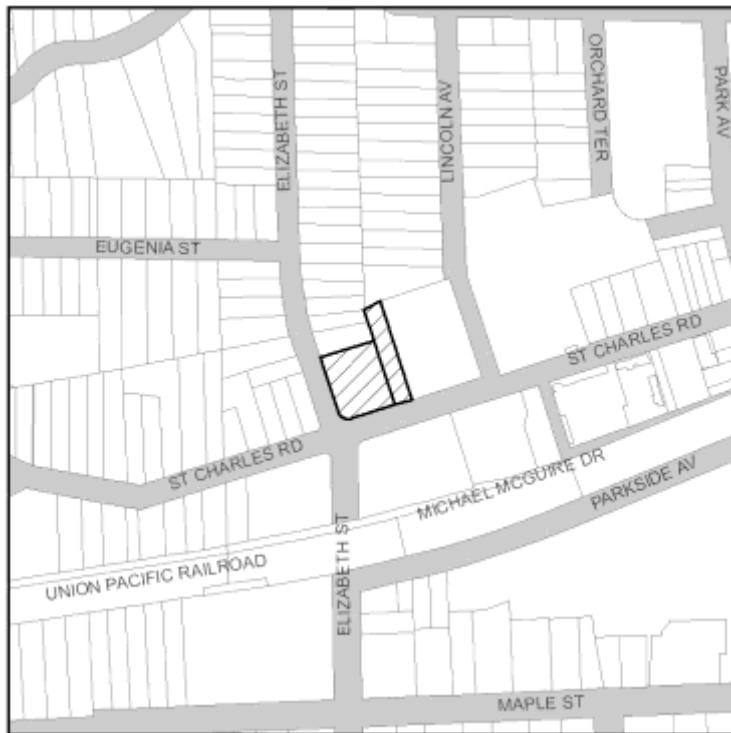 ELIZABETH ST
LINCOLN AV
ORCHARD TER
PARK AV
EUGENIA ST
ST CHARLES RD
ST CHARLES RD
MICHAEL MCGUIRE DR
PARKSIDE AV
UNION PACIFIC RAILROAD
ELIZABETH ST
MAPLE ST